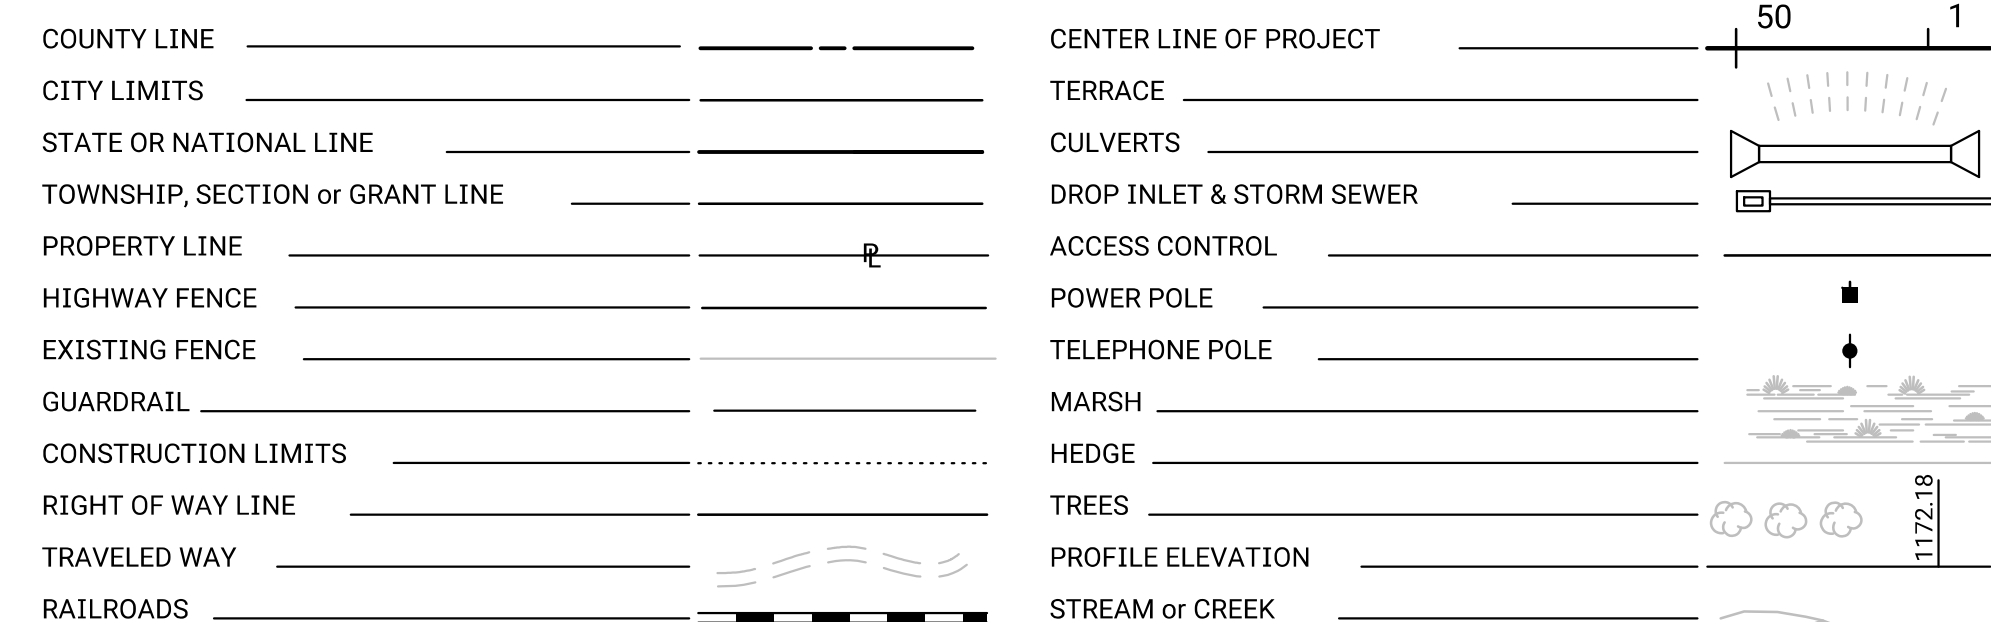 COUNTY LINE
CITY LIMITS
STATE OR NATIONAL LINE
TOWNSHIP, SECTION or GRANT LINE
PROPERTY LINE
PL
HIGHWAY FENCE
EXISTING FENCE
GUARDRAIL
CONSTRUCTION LIMITS
RIGHT OF WAY LINE
TRAVELED WAY
RAILROADS
50 1
CENTER LINE OF PROJECT
TERRACE
CULVERTS
DROP INLET & STORM SEWER
ACCESS CONTROL
POWER POLE
TELEPHONE POLE
MARSH
HEDGE
TREES
1172.18
PROFILE ELEVATION
STREAM or CREEK